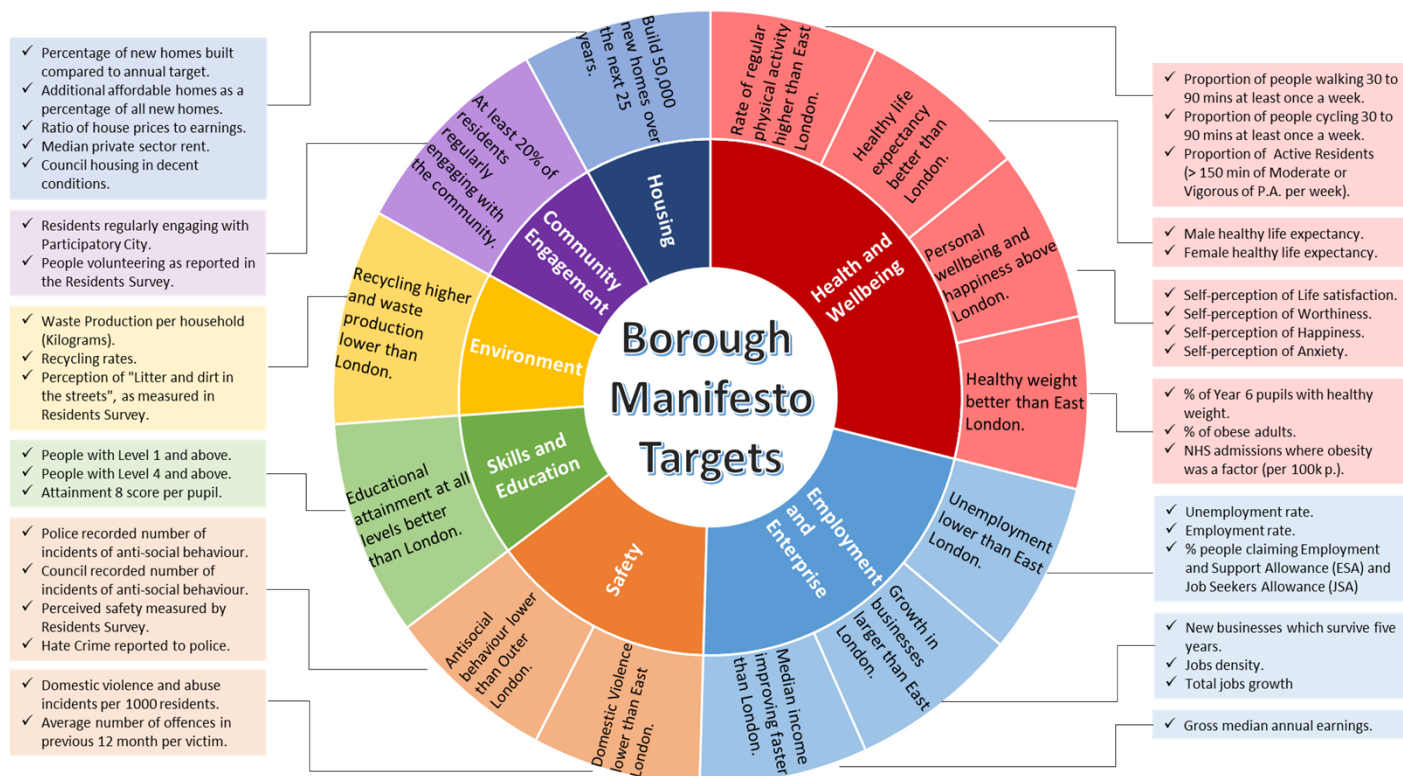 Borough
Manifesto
Targets
Housing
Build 50,000
new homes over
the next 25
years.
✓ Percentage of new homes built
compared to annual target.
✓ Additional affordable homes as a
percentage of all new homes.
✓ Ratio of house prices to earnings.
✓ Median private sector rent.
✓ Council housing in decent
conditions.
Community
Engagement
At least 20% of
residents
regularly
engaging with
the community.
✓ Residents regularly engaging with
Participatory City.
✓ People volunteering as reported in
the Residents Survey.
Environment
Recycling higher
and waste
production
lower than
London.
✓ Waste Production per household
(Kilograms).
✓ Recycling rates.
✓ Perception of "Litter and dirt in
the streets", as measured in
Residents Survey.
Skills and
Education
Educational
attainment at all
levels better
than London.
✓ People with Level 1 and above.
✓ People with Level 4 and above.
✓ Attainment 8 score per pupil.
Safety
Antisocial
behaviour lower
than Outer
London.
✓ Police recorded number of
incidents of anti-social behaviour.
✓ Council recorded number of
incidents of anti-social behaviour.
✓ Perceived safety measured by
Residents Survey.
✓ Hate Crime reported to police.
Domestic Violence
lower than East
London.
✓ Domestic violence and abuse
incidents per 1000 residents.
✓ Average number of offences in
previous 12 month per victim.
Health and
Wellbeing
Rate of regular
physical activity
higher than East
London.
✓ Proportion of people walking 30 to
90 mins at least once a week.
✓ Proportion of people cycling 30 to
90 mins at least once a week.
✓ Proportion of Active Residents
(> 150 min of Moderate or
Vigorous of P.A. per week).
Healthy life
expectancy
better than
London.
✓ Male healthy life expectancy.
✓ Female healthy life expectancy.
Personal
wellbeing and
happiness above
London.
✓ Self-perception of Life satisfaction.
✓ Self-perception of Worthiness.
✓ Self-perception of Happiness.
✓ Self-perception of Anxiety.
Healthy weight
better than East
London.
✓ % of Year 6 pupils with healthy
weight.
✓ % of obese adults.
✓ NHS admissions where obesity
was a factor (per 100k p.).
Employment
and
Enterprise
Unemployment
lower than East
London.
✓ Unemployment rate.
✓ Employment rate.
✓ % people claiming Employment
and Support Allowance (ESA) and
Job Seekers Allowance (JSA)
Growth in
businesses
larger than East
London.
✓ New businesses which survive five
years.
✓ Jobs density.
✓ Total jobs growth
Median income
improving faster
than London.
✓ Gross median annual earnings.